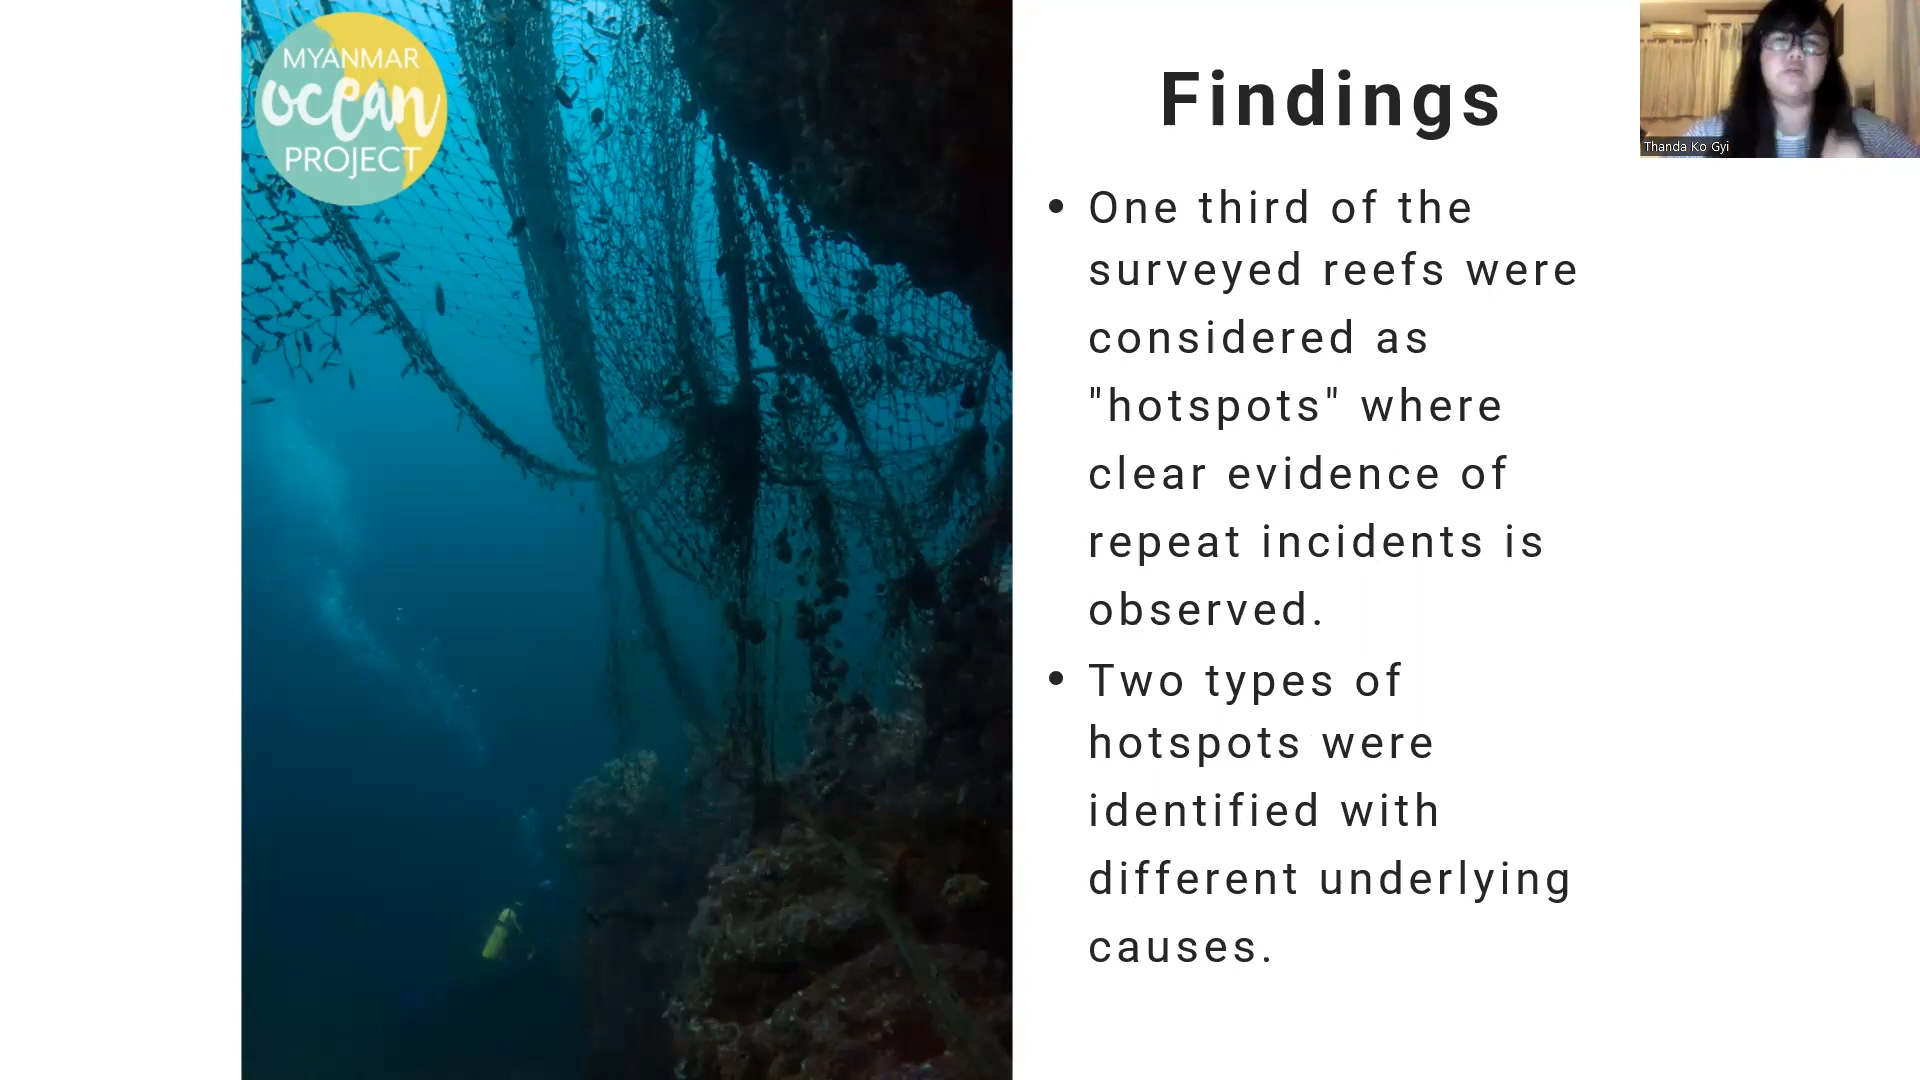 MYANMAR
ocean
PROJECT
Findings
• One third of the
surveyed reefs were
considered as
"hotspots" where
clear evidence of
repeat incidents is
observed.
• Two types of
hotspots were
identified with
different underlying
causes.
Thanda Ko Gyi